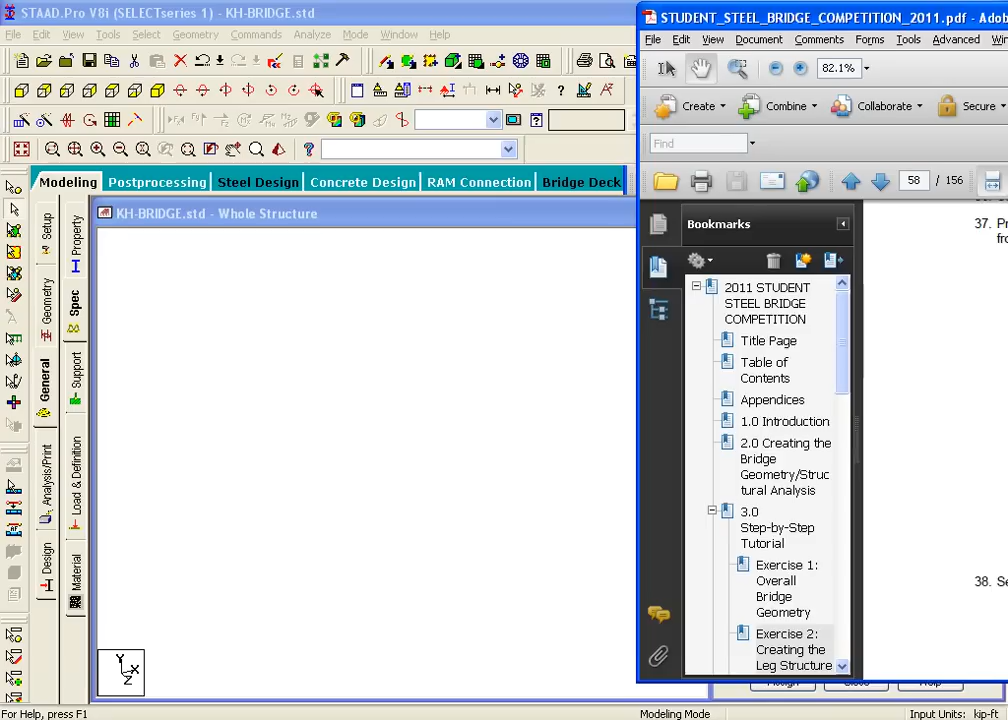 STAAD.Pro V8i (SELECTseries 1) - KH-BRIDGE.std
File Edit View Tools Select Geometry Commands Analyze Mode Window Help
Modeling Postprocessing Steel Design Concrete Design RAM Connection Bridge Deck
KH-BRIDGE.std - Whole Structure
Setup
Geometry
General
Analysis/Print
Design
Property
Spec
Support
Load & Definition
Material
Y
X
Z
STUDENT_STEEL_BRIDGE_COMPETITION_2011.pdf - Adob
File Edit View Document Comments Forms Tools Advanced Win
82.1%
Create Combine Collaborate Secure
Find
58 / 156
Bookmarks
2011 STUDENT
STEEL BRIDGE
COMPETITION
Title Page
Table of
Contents
Appendices
1.0 Introduction
2.0 Creating the
Bridge
Geometry/Struc
tural Analysis
3.0
Step-by-Step
Tutorial
Exercise 1:
Overall
Bridge
Geometry
Exercise 2:
Creating the
Leg Structure
37. Pr
fro
38. Se
For Help, press F1
Modeling Mode
Input Units: kip-ft